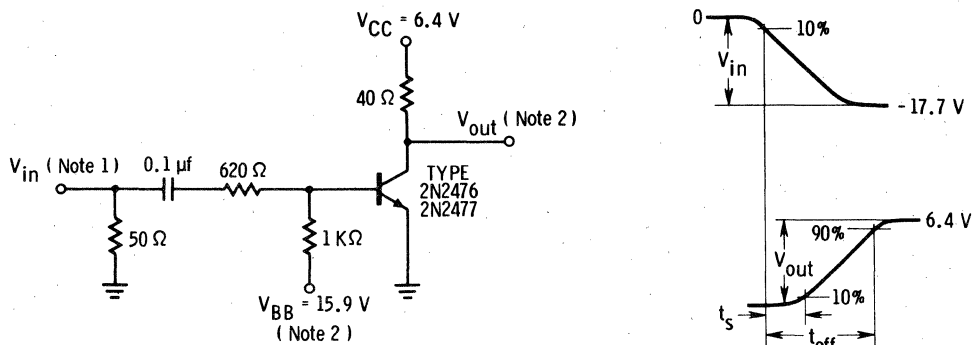 V_CC = 6.4 V
40 Ω
V_out (Note 2)
V_in (Note 1)
0.1 µf
620 Ω
TYPE
2N2476
2N2477
50 Ω
1 KΩ
V_BB = 15.9 V
(Note 2)
0
10%
V_in
- 17.7 V
6.4 V
90%
V_out
10%
t_s
t_off